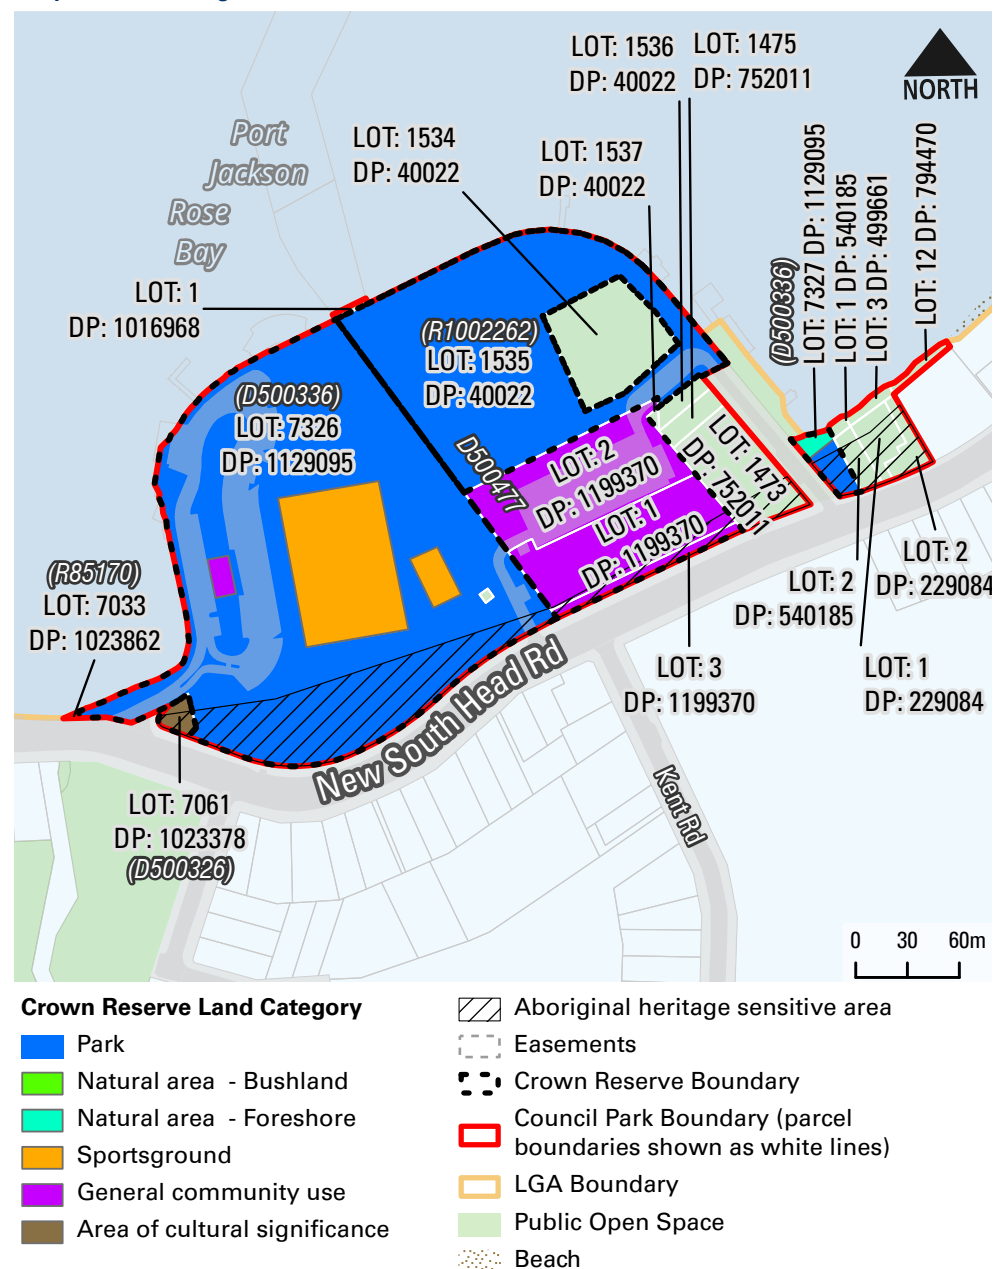 LOT: 1536
DP: 40022
LOT: 1475
DP: 752011
NORTH
Port
Jackson
Rose
Bay
LOT: 1534
DP: 40022
LOT: 1537
DP: 40022
(D500336)
LOT: 7327 DP: 1129095
LOT: 1 DP: 540185
LOT: 3 DP: 499661
LOT: 12 DP: 794470
LOT: 1
DP: 1016968
(R1002262)
LOT: 1535
DP: 40022
(D500336)
LOT: 7326
DP: 1129095
D500477
LOT: 2
DP: 1199370
LOT: 1
DP: 1199370
LOT: 1473
DP: 752011
(R85170)
LOT: 7033
DP: 1023862
LOT: 2
DP: 229084
LOT: 2
DP: 540185
LOT: 1
DP: 229084
LOT: 3
DP: 1199370
New South Head Rd
Kent Rd
LOT: 7061
DP: 1023378
(D500326)
0 30 60m
Crown Reserve Land Category
Park
Natural area - Bushland
Natural area - Foreshore
Sportsground
General community use
Area of cultural significance
Aboriginal heritage sensitive area
Easements
Crown Reserve Boundary
Council Park Boundary (parcel
boundaries shown as white lines)
LGA Boundary
Public Open Space
Beach